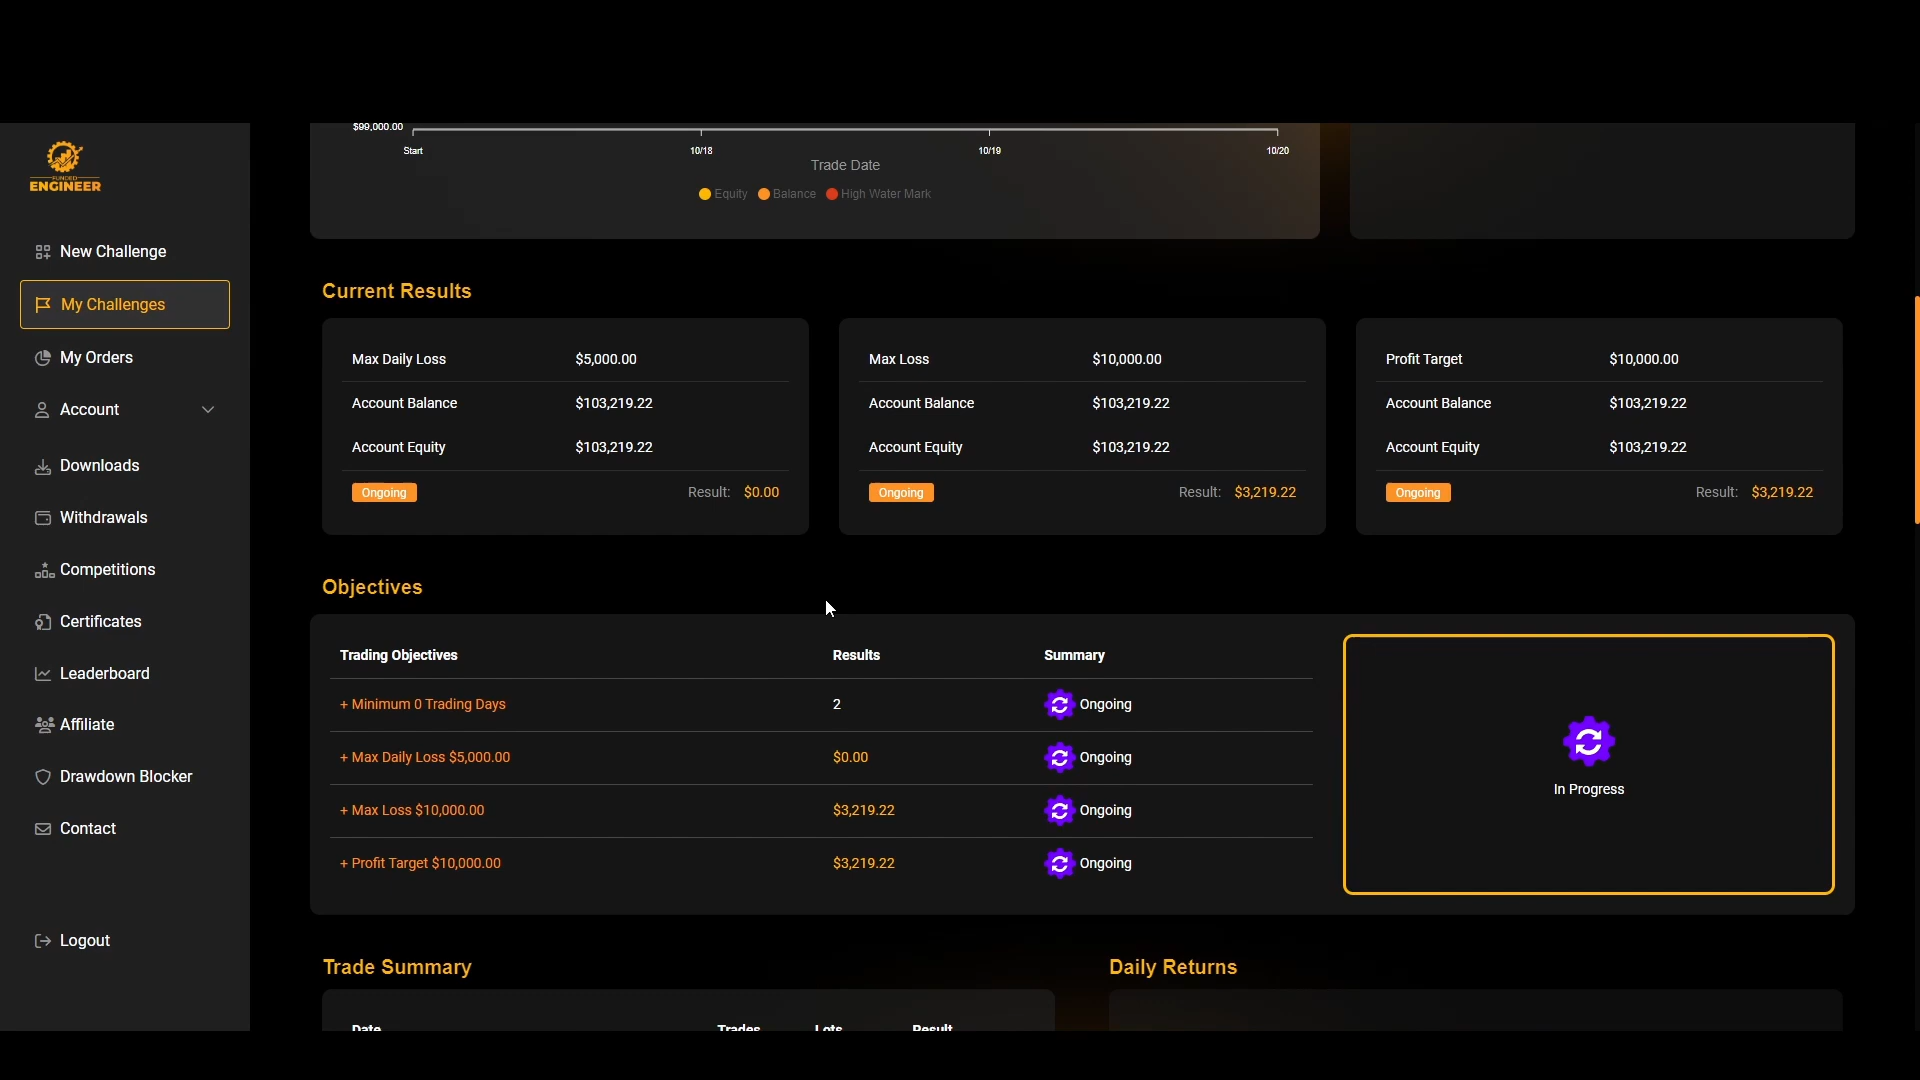 FUNDED
ENGINEER
New Challenge
My Challenges
My Orders
Account
Downloads
Withdrawals
Competitions
Certificates
Leaderboard
Affiliate
Drawdown Blocker
Contact
Logout
$99,000.00
Start 10/18 10/19 10/20
Trade Date
Equity Balance High Water Mark
Current Results
Max Daily Loss $5,000.00
Account Balance $103,219.22
Account Equity $103,219.22
Ongoing Result: $0.00
Max Loss $10,000.00
Account Balance $103,219.22
Account Equity $103,219.22
Ongoing Result: $3,219.22
Profit Target $10,000.00
Account Balance $103,219.22
Account Equity $103,219.22
Ongoing Result: $3,219.22
Objectives
Trading Objectives Results Summary
+ Minimum 0 Trading Days 2 Ongoing
+ Max Daily Loss $5,000.00 $0.00 Ongoing
+ Max Loss $10,000.00 $3,219.22 Ongoing
+ Profit Target $10,000.00 $3,219.22 Ongoing
In Progress
Trade Summary
Date Trades Lots Result
Daily Returns